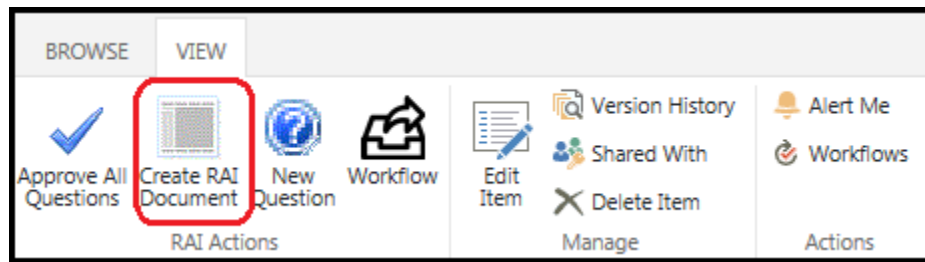 BROWSE VIEW
Approve All Questions
Create RAI Document
New Question
Workflow
Edit Item
Version History
Shared With
Delete Item
Alert Me
Workflows
RAI Actions
Manage
Actions